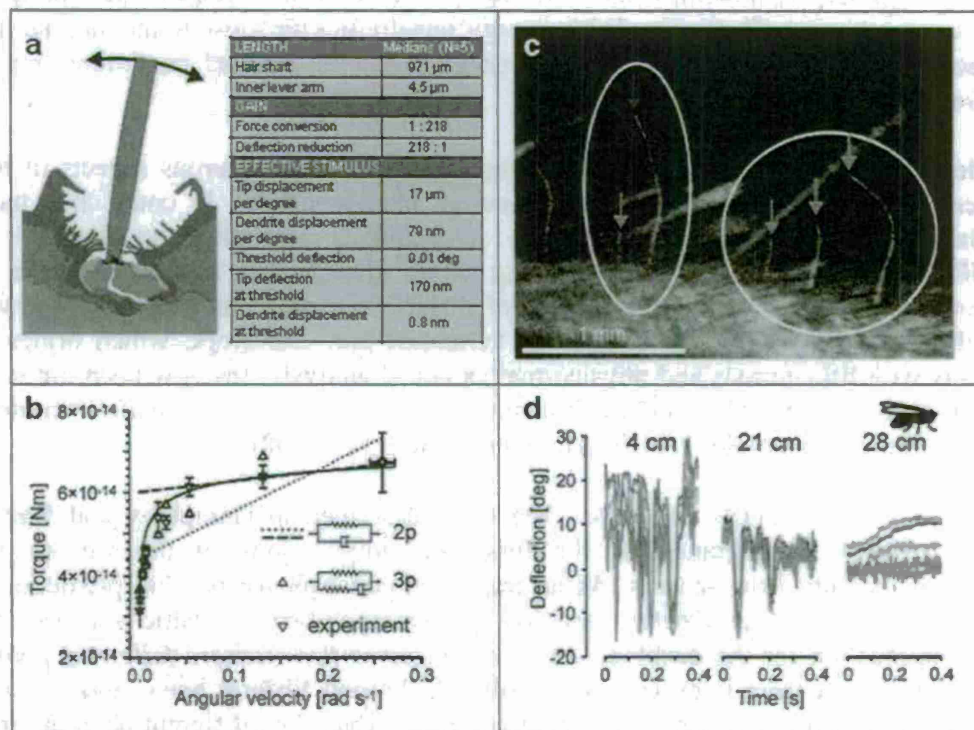 a
LENGTH Medians (N=5)
Hair shaft 971 µm
Inner lever arm 4.5 µm
GAIN
Force conversion 1 : 218
Deflection reduction 218 : 1
EFFECTIVE STIMULUS
Tip displacement
per degree 17 µm
Dendrite displacement
per degree 79 nm
Threshold deflection 0.01 deg
Tip deflection
at threshold 170 nm
Dendrite displacement
at threshold 0.8 nm
c
1 mm
b
8×10-14
6×10-14
4×10-14
2×10-14
Torque [Nm]
2p
3p
experiment
0.0 0.1 0.2 0.3
Angular velocity [rad s-1]
d
4 cm 21 cm 28 cm
30
20
10
0
-10
-20
Deflection [deg]
0 0.2 0.4 0 0.2 0.4 0 0.2 0.4
Time [s]